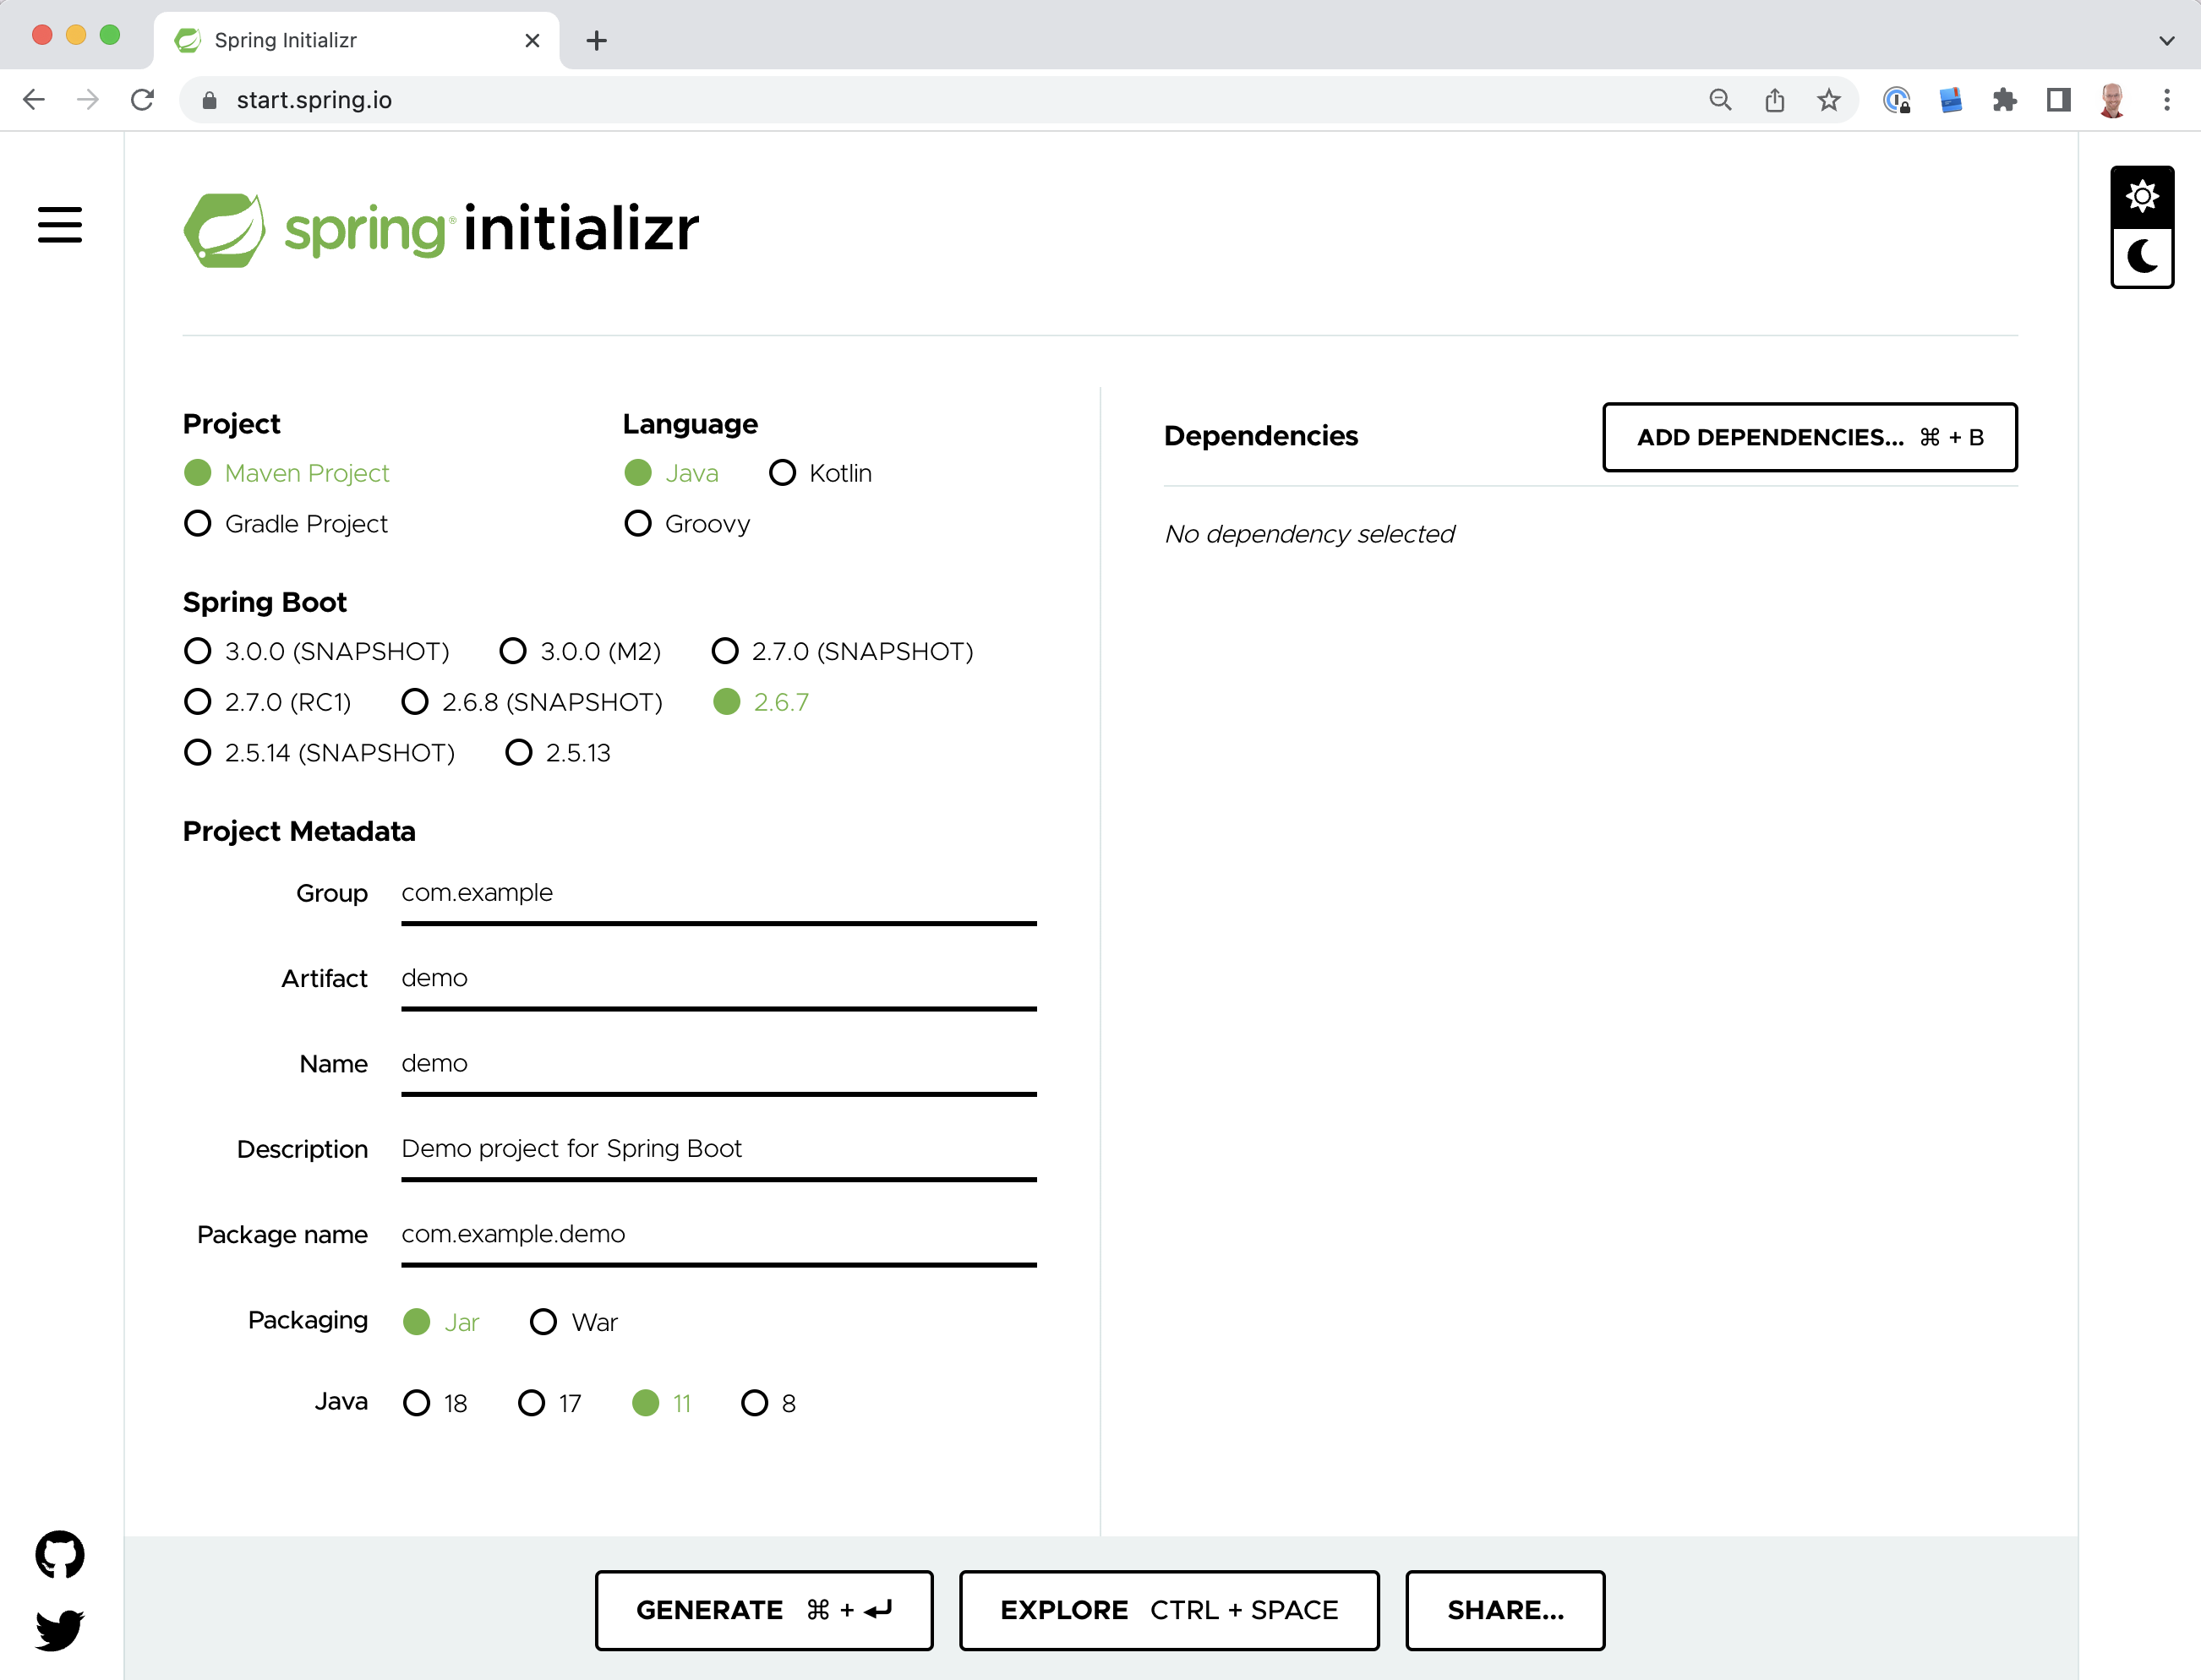 Spring Initializr
start.spring.io
spring® initializr
Project
Maven Project
Gradle Project
Language
Java Kotlin
Groovy
Dependencies
ADD DEPENDENCIES... ⌘ + B
No dependency selected
Spring Boot
3.0.0 (SNAPSHOT) 3.0.0 (M2) 2.7.0 (SNAPSHOT)
2.7.0 (RC1) 2.6.8 (SNAPSHOT) 2.6.7
2.5.14 (SNAPSHOT) 2.5.13
Project Metadata
Group com.example
Artifact demo
Name demo
Description Demo project for Spring Boot
Package name com.example.demo
Packaging Jar War
Java 18 17 11 8
GENERATE ⌘ + ↵
EXPLORE CTRL + SPACE
SHARE...